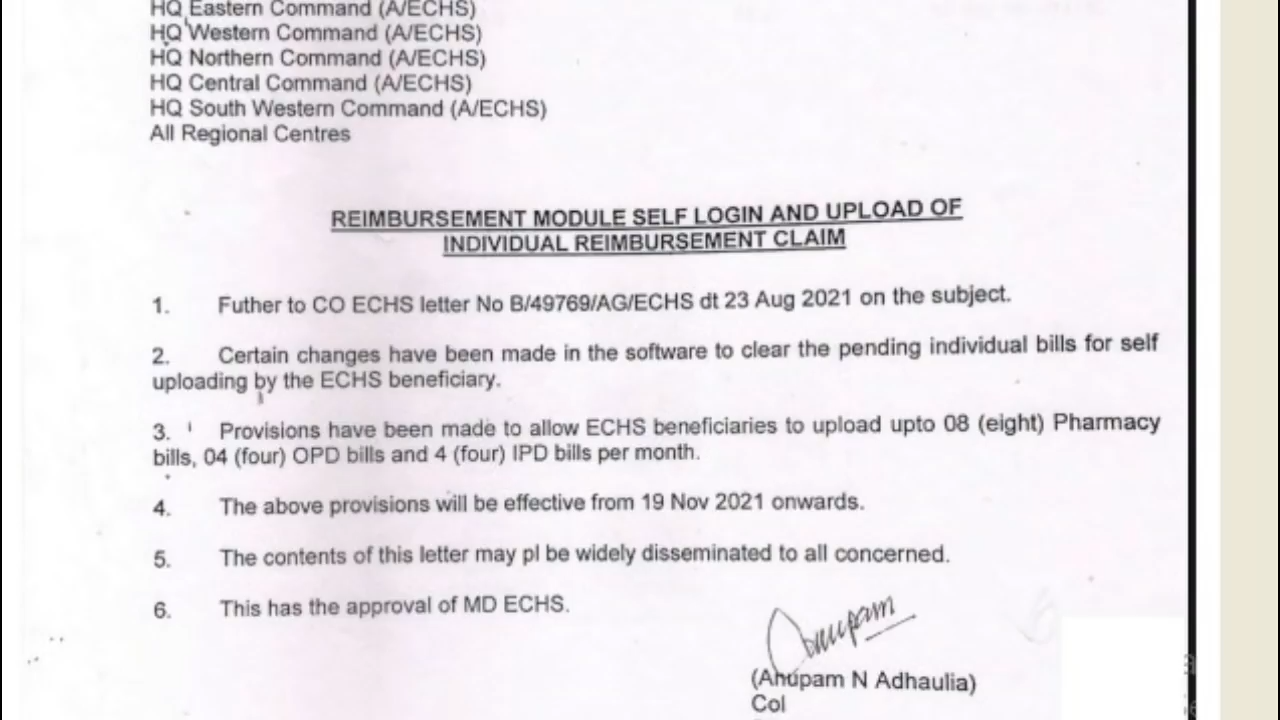 HQ Eastern Command (A/ECHS)
HQ Western Command (A/ECHS)
HQ Northern Command (A/ECHS)
HQ Central Command (A/ECHS)
HQ South Western Command (A/ECHS)
All Regional Centres
REIMBURSEMENT MODULE SELF LOGIN AND UPLOAD OF
INDIVIDUAL REIMBURSEMENT CLAIM
1. Futher to CO ECHS letter No B/49769/AG/ECHS dt 23 Aug 2021 on the subject.
2. Certain changes have been made in the software to clear the pending individual bills for self
uploading by the ECHS beneficiary.
3. Provisions have been made to allow ECHS beneficiaries to upload upto 08 (eight) Pharmacy
bills, 04 (four) OPD bills and 4 (four) IPD bills per month.
4. The above provisions will be effective from 19 Nov 2021 onwards.
5. The contents of this letter may pl be widely disseminated to all concerned.
6. This has the approval of MD ECHS.
Anupam
(Anupam N Adhaulia)
Col